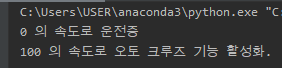 C:\Users\USER\anaconda3\python.exe "C:
0 의 속도로 운전중
100 의 속도로 오토 크루즈 기능 활성화.